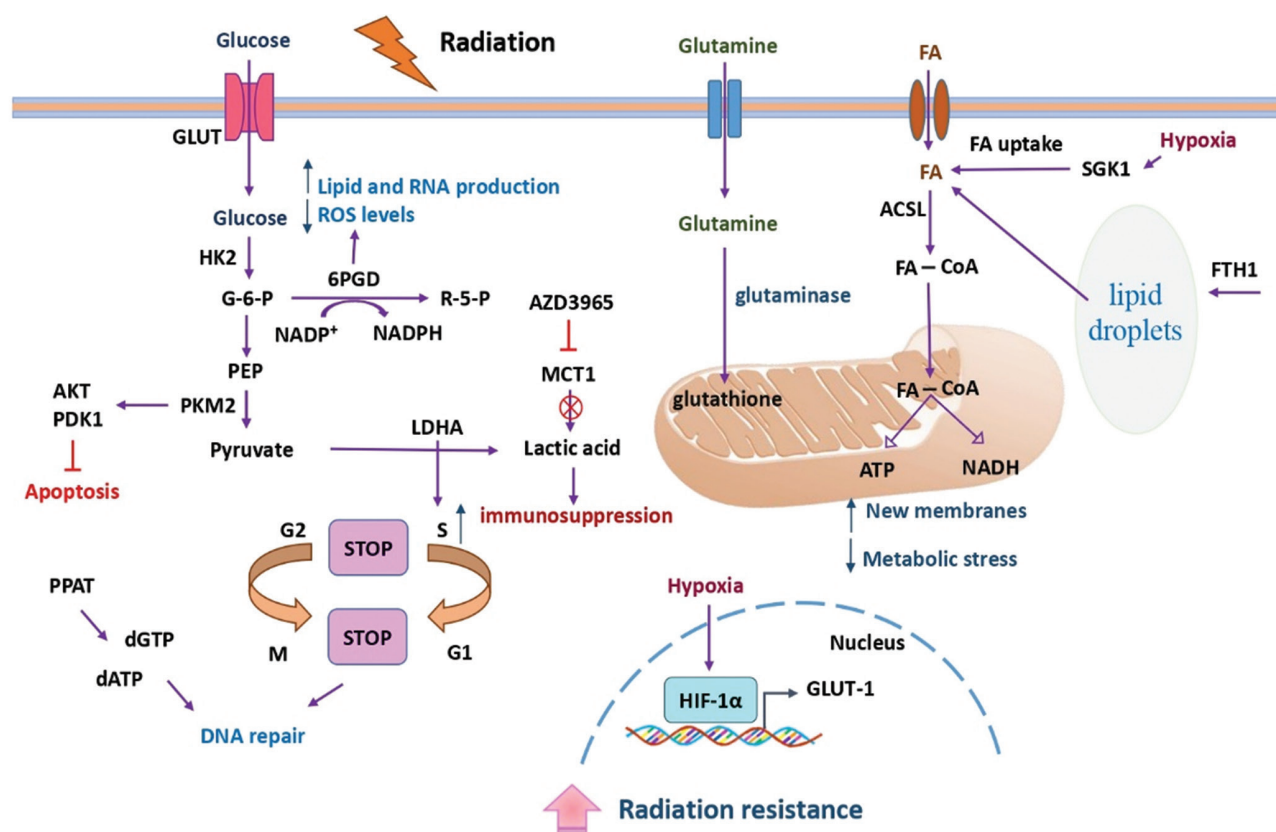 Glucose
Radiation
Glutamine
FA
GLUT
FA uptake
Hypoxia
SGK1
FA
Lipid and RNA production
ROS levels
Glucose
Glutamine
ACSL
HK2
6PGD
FA – CoA
FTH1
G-6-P
R-5-P
AZD3965
glutaminase
lipid
droplets
NADP⁺
NADPH
PEP
MCT1
AKT
PDK1
PKM2
glutathione
FA – CoA
LDHA
Pyruvate
Lactic acid
ATP
NADH
Apoptosis
immunosuppression
New membranes
G2
STOP
S
Metabolic stress
PPAT
Hypoxia
dGTP
STOP
Nucleus
M
G1
dATP
HIF-1α
GLUT-1
DNA repair
Radiation resistance